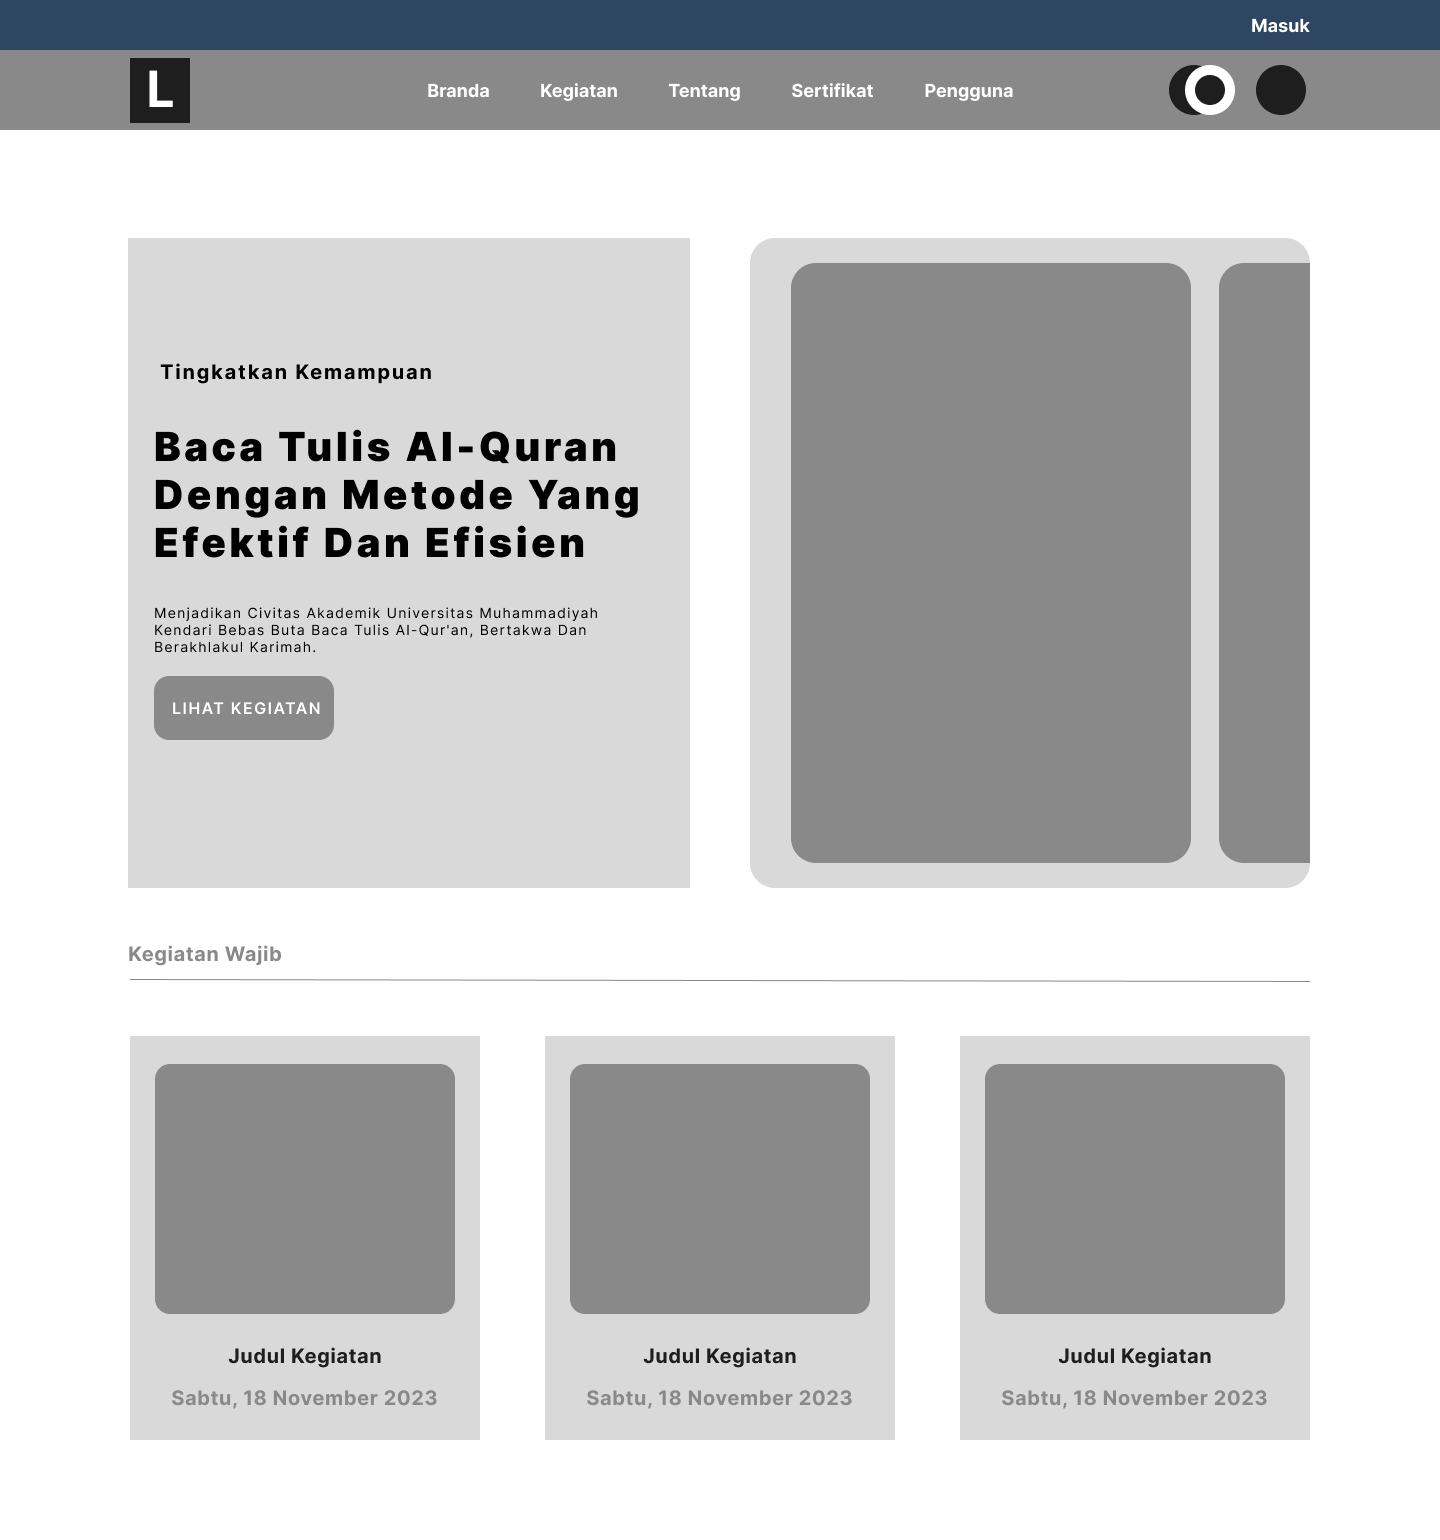 Masuk
L
Branda Kegiatan Tentang Sertifikat Pengguna
Tingkatkan Kemampuan
Baca Tulis Al-Quran
Dengan Metode Yang
Efektif Dan Efisien
Menjadikan Civitas Akademik Universitas Muhammadiyah
Kendari Bebas Buta Baca Tulis Al-Qur'an, Bertakwa Dan
Berakhlakul Karimah.
LIHAT KEGIATAN
Kegiatan Wajib
Judul Kegiatan
Sabtu, 18 November 2023
Judul Kegiatan
Sabtu, 18 November 2023
Judul Kegiatan
Sabtu, 18 November 2023